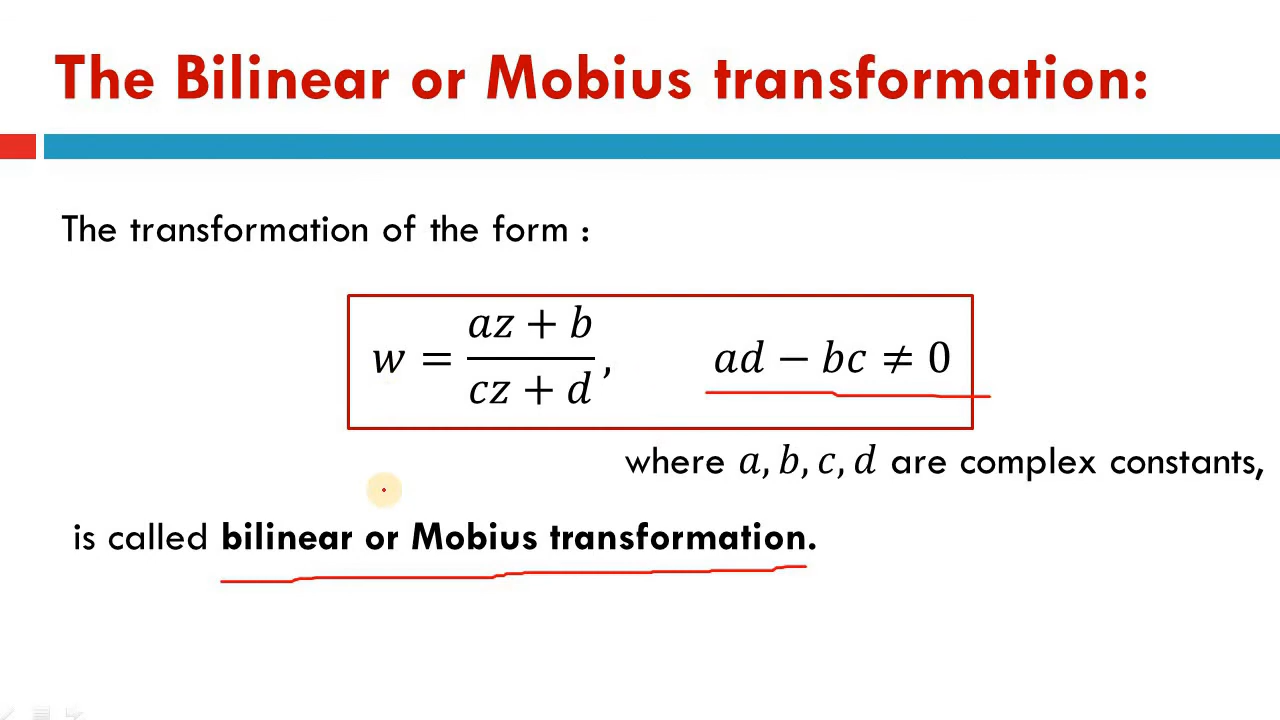 The Bilinear or Mobius transformation:
The transformation of the form :
w = (az + b)/(cz + d), ad − bc ≠ 0
where a, b, c, d are complex constants,
is called bilinear or Mobius transformation.